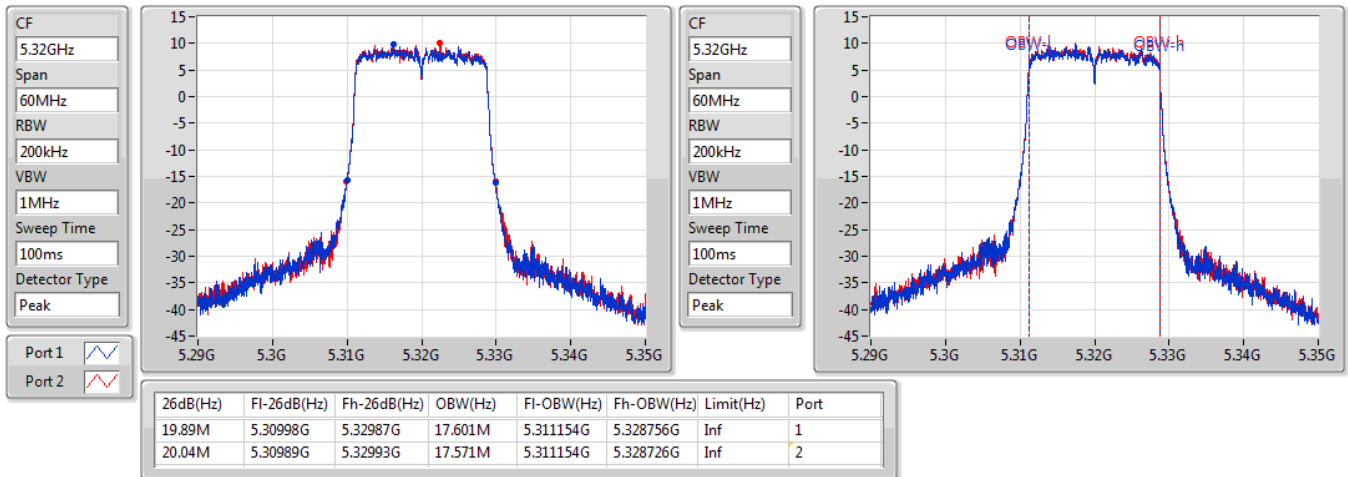 CF
5.32GHz
Span
60MHz
RBW
200kHz
VBW
1MHz
Sweep Time
100ms
Detector Type
Peak
Port 1
Port 2
15
10
5
0
-5
-10
-15
-20
-25
-30
-35
-40
-45
5.29G 5.3G 5.31G 5.32G 5.33G 5.34G 5.35G
CF
5.32GHz
Span
60MHz
RBW
200kHz
VBW
1MHz
Sweep Time
100ms
Detector Type
Peak
15
10
5
0
-5
-10
-15
-20
-25
-30
-35
-40
-45
OBW-l OBW-h
5.29G 5.3G 5.31G 5.32G 5.33G 5.34G 5.35G
26dB(Hz) Fl-26dB(Hz) Fh-26dB(Hz) OBW(Hz) Fl-OBW(Hz) Fh-OBW(Hz) Limit(Hz) Port
19.89M 5.30998G 5.32987G 17.601M 5.311154G 5.328756G Inf 1
20.04M 5.30989G 5.32993G 17.571M 5.311154G 5.328726G Inf 2